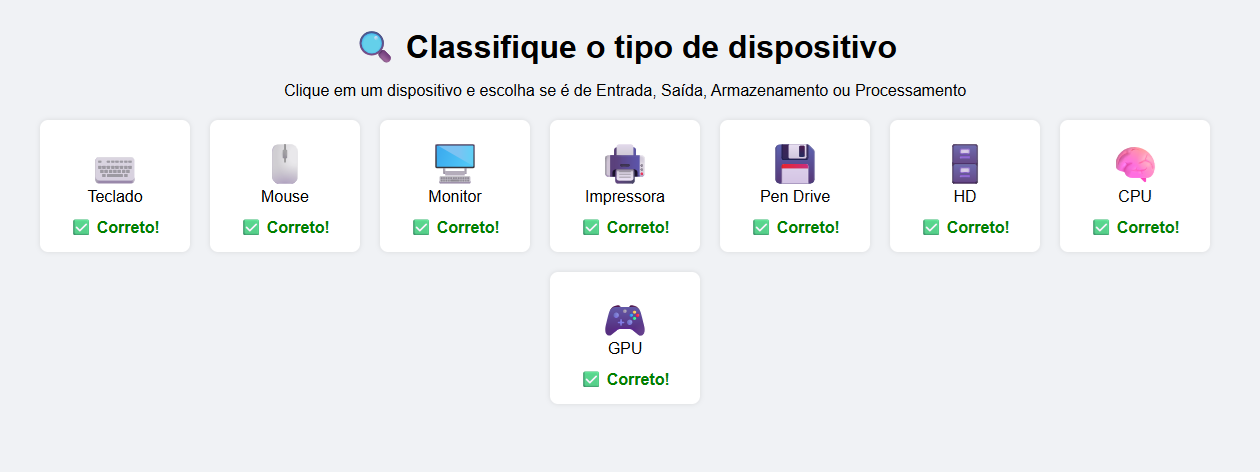 Classifique o tipo de dispositivo
Clique em um dispositivo e escolha se é de Entrada, Saída, Armazenamento ou Processamento
Teclado
Correto!
Mouse
Correto!
Monitor
Correto!
Impressora
Correto!
Pen Drive
Correto!
HD
Correto!
CPU
Correto!
GPU
Correto!